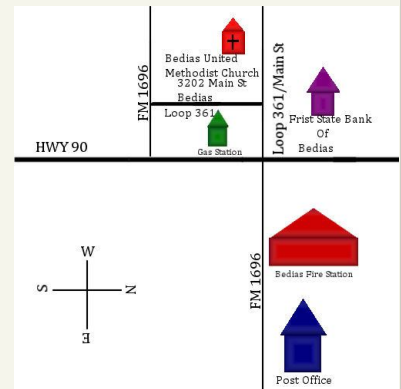 Bedias United
Methodist Church
3202 Main St
Bedias
Loop 361
FM 1696
Loop 361/Main St
Frist State Bank
Of
Bedias
Gas Station
HWY 90
FM 1696
Bedias Fire Station
W
S
N
E
Post Office